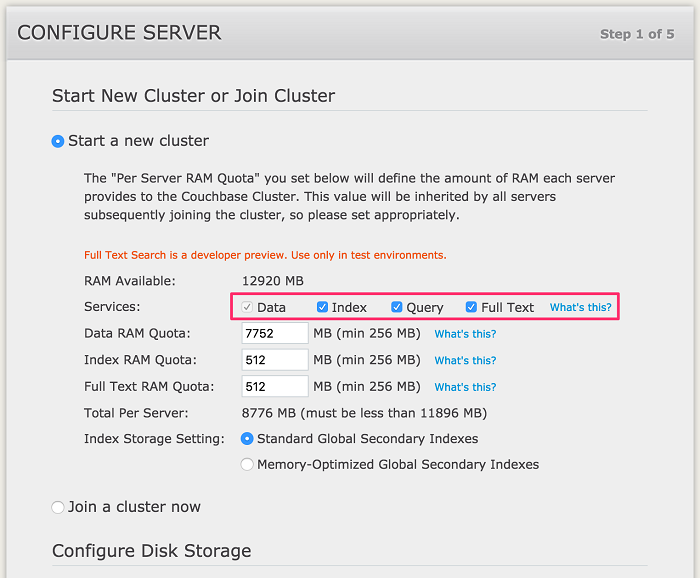 CONFIGURE SERVER Step 1 of 5
Start New Cluster or Join Cluster
Start a new cluster
The "Per Server RAM Quota" you set below will define the amount of RAM each server
provides to the Couchbase Cluster. This value will be inherited by all servers
subsequently joining the cluster, so please set appropriately.
Full Text Search is a developer preview. Use only in test environments.
RAM Available: 12920 MB
Services: Data Index Query Full Text What's this?
Data RAM Quota: 7752 MB (min 256 MB) What's this?
Index RAM Quota: 512 MB (min 256 MB) What's this?
Full Text RAM Quota: 512 MB (min 256 MB) What's this?
Total Per Server: 8776 MB (must be less than 11896 MB)
Index Storage Setting: Standard Global Secondary Indexes
Memory-Optimized Global Secondary Indexes
Join a cluster now
Configure Disk Storage